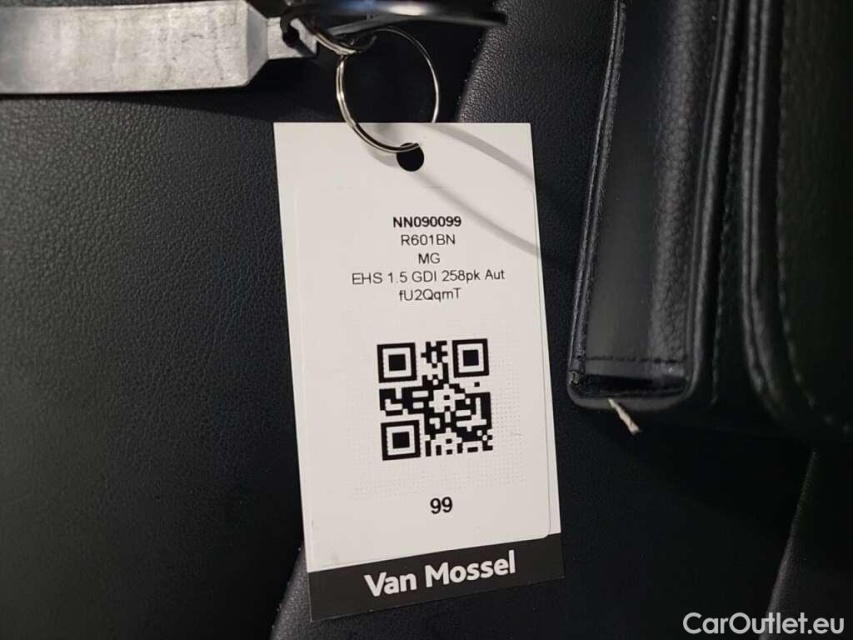 NN090099
R601BN
MG
EHS 1.5 GDI 258pk Aut
fU2QqmT
99
Van Mossel
CarOutlet.eu